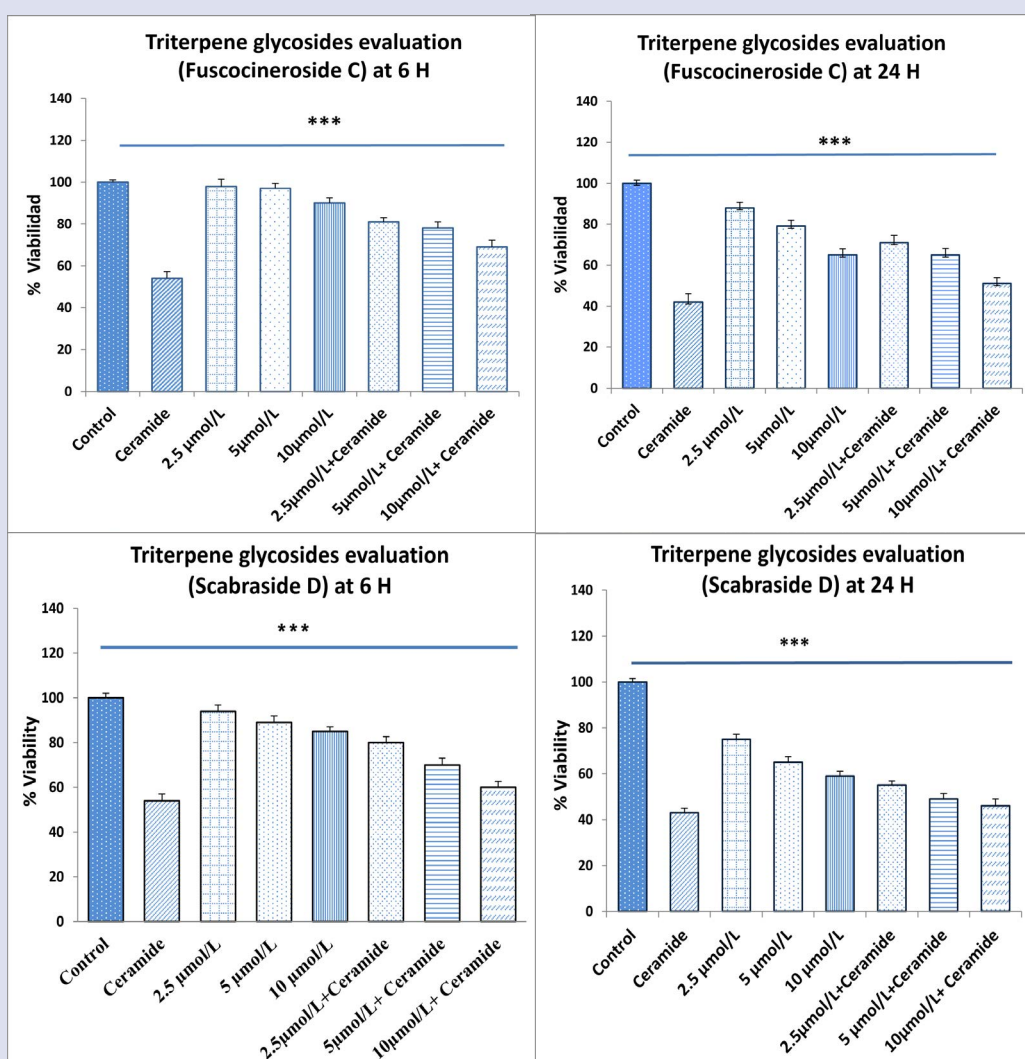 Triterpene glycosides evaluation
(Fuscocineroside C) at 6 H
140
120
100
80
60
40
20
0
% Viabilidad
***
Control
Ceramide
2.5 µmol/L
5µmol/L
10µmol/L
2.5µmol/L+Ceramide
5µmol/L+ Ceramide
10µmol/L+ Ceramide
Triterpene glycosides evaluation
(Fuscocineroside C) at 24 H
140
120
100
80
60
40
20
0
% Viabilidad
***
Control
Ceramide
2.5 µmol/L
5µmol/L
10µmol/L
2.5µmol/L+Ceramide
5µmol/L+ Ceramide
10µmol/L+ Ceramide
Triterpene glycosides evaluation
(Scabraside D) at 6 H
140
120
100
80
60
40
20
0
% Viability
***
Control
Ceramide
2.5 µmol/L
5 µmol/L
10 µmol/L
2.5µmol/L+Ceramide
5µmol/L+ Ceramide
10µmol/L+ Ceramide
Triterpene glycosides evaluation
(Scabraside D) at 24 H
140
120
100
80
60
40
20
0
% Viability
***
Control
Ceramide
2.5 µmol/L
5 µmol/L
10 µmol/L
2.5µmol/L+Ceramide
5 µmol/L+ Ceramide
10µmol/L+ Ceramide